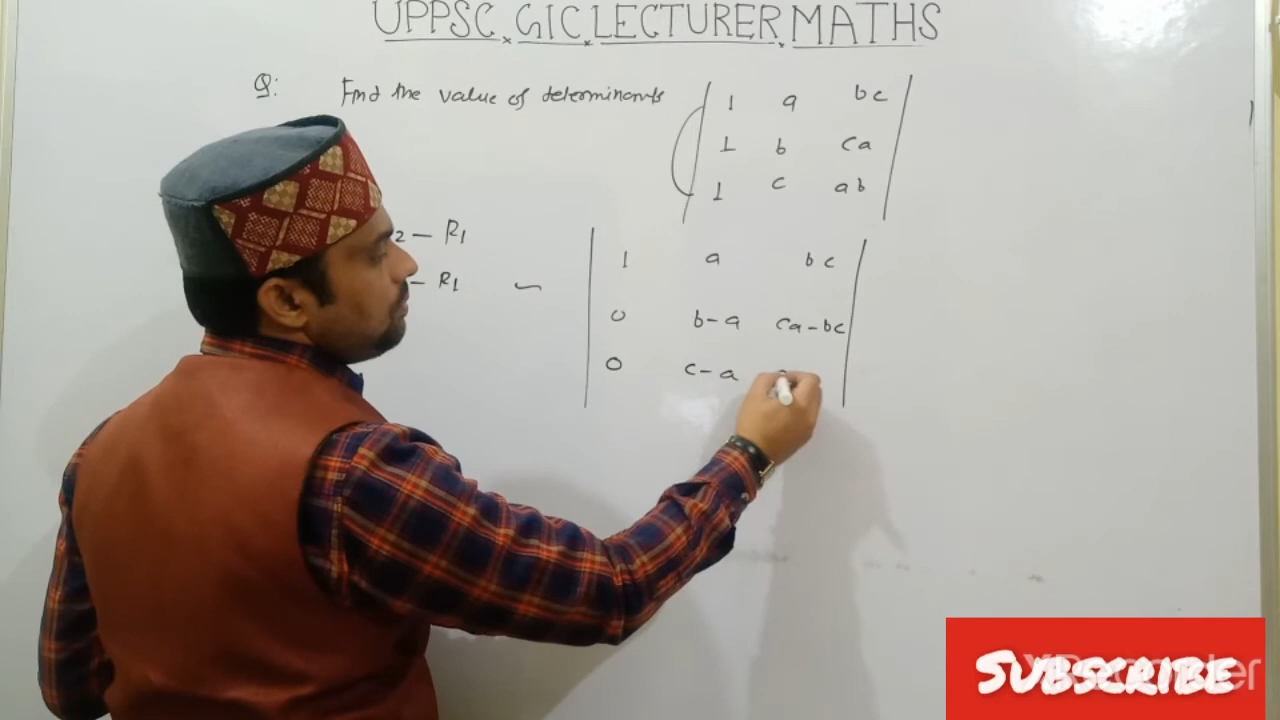 UPPSC GIC LECTURER MATHS
Q: Find the value of determinants
1 a bc
1 b ca
1 c ab
2 - R1
- R1 ~
1 a bc
0 b-a ca-bc
0 c-a
SUBSCRIBE